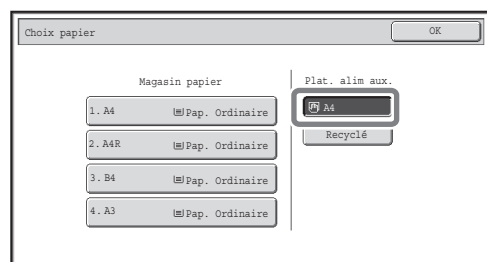 Choix papier
OK
Magasin papier
1. A4 Pap. Ordinaire
2. A4R Pap. Ordinaire
3. B4 Pap. Ordinaire
4. A3 Pap. Ordinaire
Plat. alim aux.
A4
Recyclé